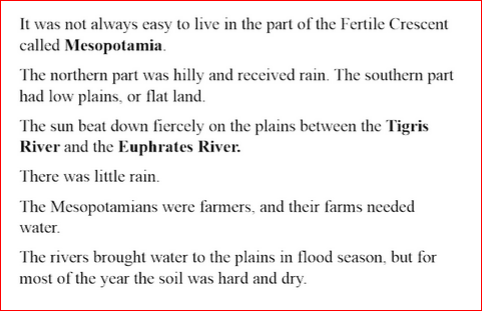 It was not always easy to live in the part of the Fertile Crescent
called Mesopotamia.
The northern part was hilly and received rain. The southern part
had low plains, or flat land.
The sun beat down fiercely on the plains between the Tigris
River and the Euphrates River.
There was little rain.
The Mesopotamians were farmers, and their farms needed
water.
The rivers brought water to the plains in flood season, but for
most of the year the soil was hard and dry.